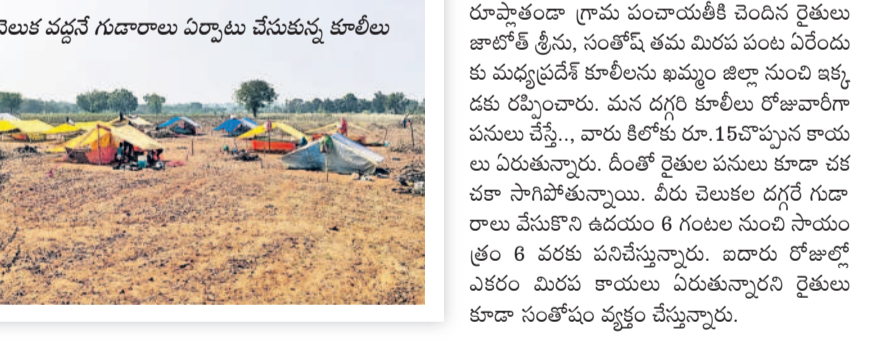 వద్దనే గుడారాలు ఏర్పాటు చేసుకున్న కూలీలు
రూప్లాతండా గ్రామ పంచాయతీకి చెందిన రైతులు
జాటోత్ శ్రీను, సంతోష్ తమ మిరప పంట ఏరేందు
కు మధ్యప్రదేశ్ కూలీలను ఖమ్మం జిల్లా నుంచి ఇక్క
డకు రప్పించారు. మన దగ్గరి కూలీలు రోజువారీగా
పనులు చేస్తే.., వారు కిలోకు రూ.15చొప్పున కాయ
లు ఏరుతున్నారు. దీంతో రైతుల పనులు కూడా చక
చకా సాగిపోతున్నాయి. వీరు చెలుకల దగ్గరే గుడా
రాలు వేసుకొని ఉదయం 6 గంటల నుంచి సాయం
త్రం 6 వరకు పనిచేస్తున్నారు. ఐదారు రోజుల్లో
ఎకరం మిరప కాయలు ఏరుతున్నారని రైతులు
కూడా సంతోషం వ్యక్తం చేస్తున్నారు.